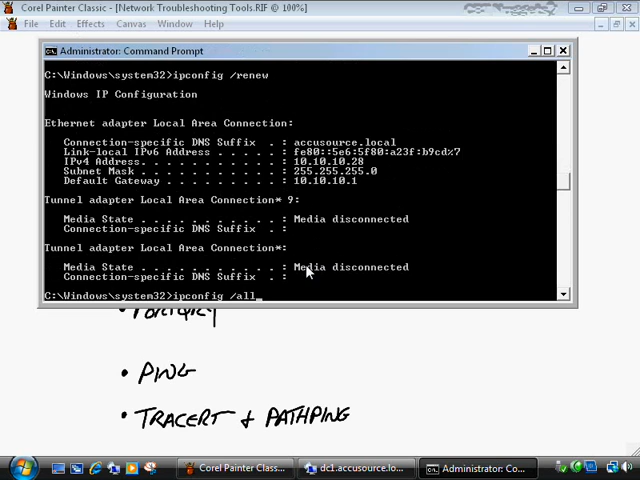 Corel Painter Classic - [Network Troubleshooting Tools.RIF @ 100%]
File Edit Effects Canvas Window Help
Administrator: Command Prompt
C:\Windows\system32>ipconfig /renew
Windows IP Configuration
Ethernet adapter Local Area Connection:
Connection-specific DNS Suffix . : accusource.local
Link-local IPv6 Address . . . . . : fe80::5e6:5f80:a23f:b9cd%7
IPv4 Address. . . . . . . . . . . : 10.10.10.28
Subnet Mask . . . . . . . . . . . : 255.255.255.0
Default Gateway . . . . . . . . . : 10.10.10.1
Tunnel adapter Local Area Connection* 9:
Media State . . . . . . . . . . . : Media disconnected
Connection-specific DNS Suffix . :
Tunnel adapter Local Area Connection*:
Media State . . . . . . . . . . . : Media disconnected
Connection-specific DNS Suffix . :
C:\Windows\system32>ipconfig /all_
• PORTQRY
• PING
• TRACERT & PATHPING
Corel Painter Classic... dc1.accusource.lo... Administrator: Co...